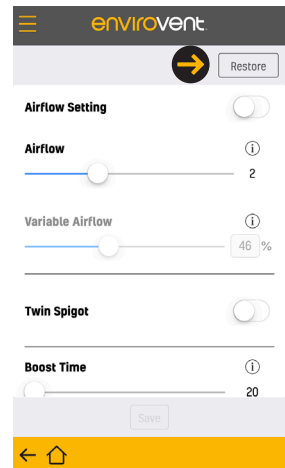 envirovent.
Restore
Airflow Setting
Airflow
2
Variable Airflow
46 %
Twin Spigot
Boost Time
20
Save